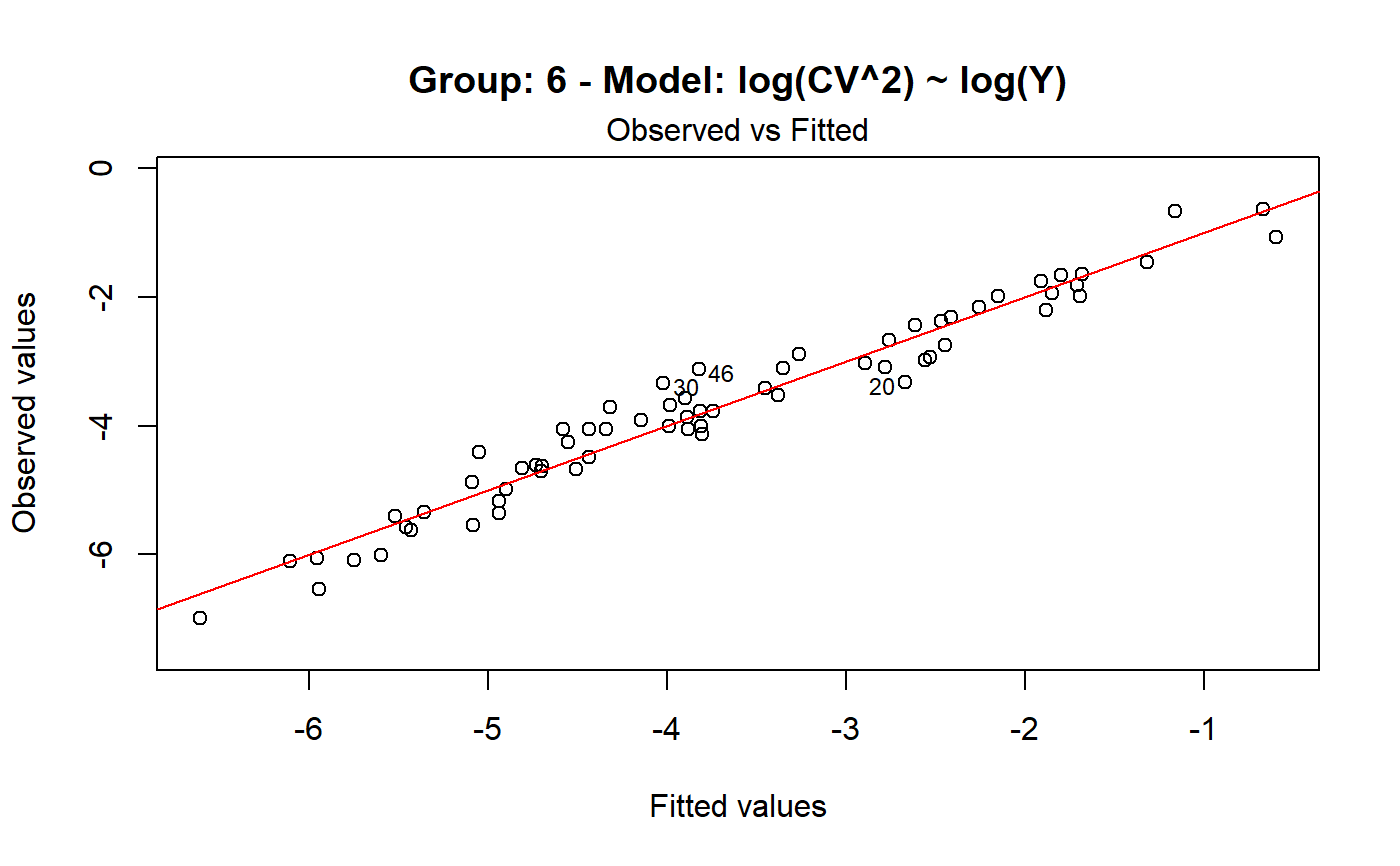 Group: 6 - Model: log(CV^2) ~ log(Y)
Observed vs Fitted
Observed values
0
-2
-4
-6
46
30
20
-6 -5 -4 -3 -2 -1
Fitted values